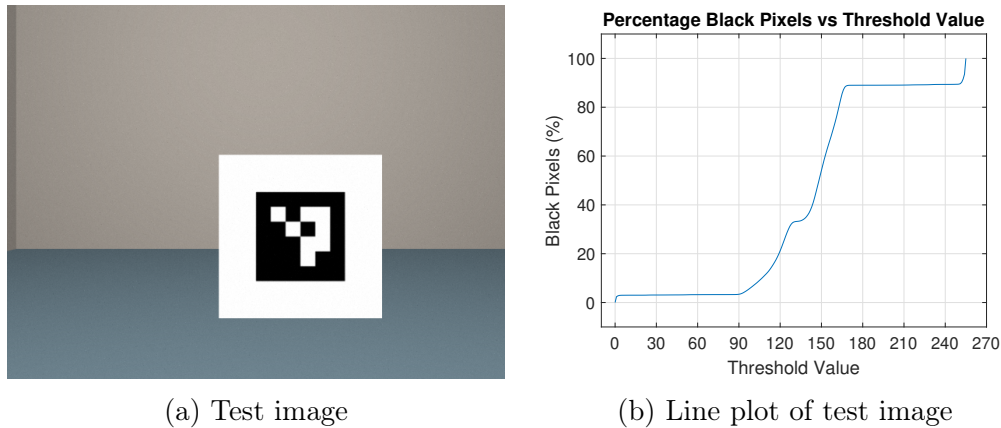 Percentage Black Pixels vs Threshold Value
100
80
60
40
20
0
Black Pixels (%)
0 30 60 90 120 150 180 210 240 270
Threshold Value
(a) Test image
(b) Line plot of test image